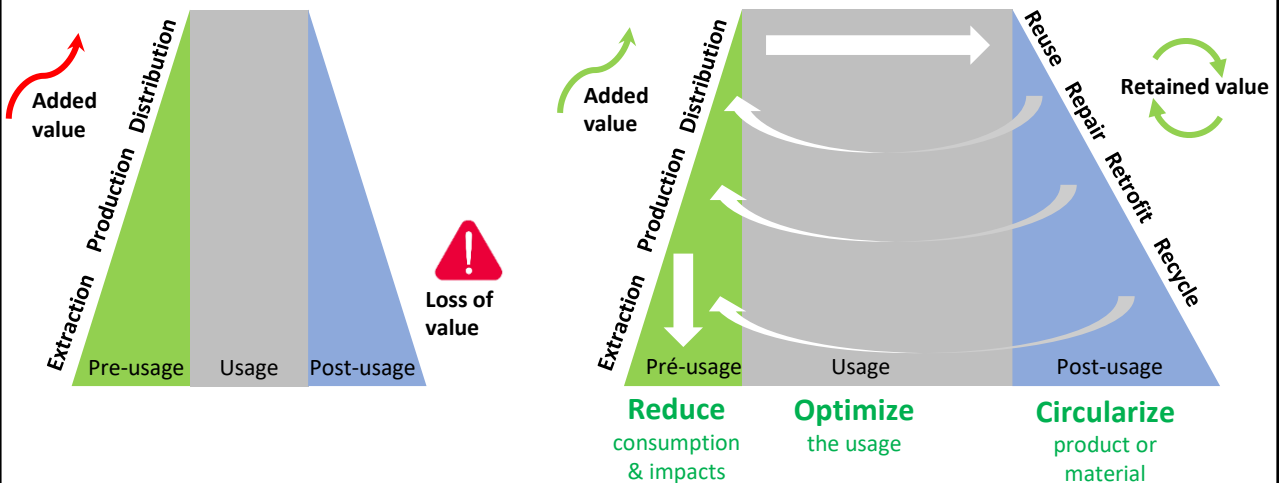 Added
value
Distribution
Production
Extraction
Pre-usage
Usage
Post-usage
Loss of
value
Added
value
Distribution
Production
Extraction
Reuse
Repair
Retrofit
Recycle
Retained value
Pré-usage
Usage
Post-usage
Reduce
consumption
& impacts
Optimize
the usage
Circularize
product or
material